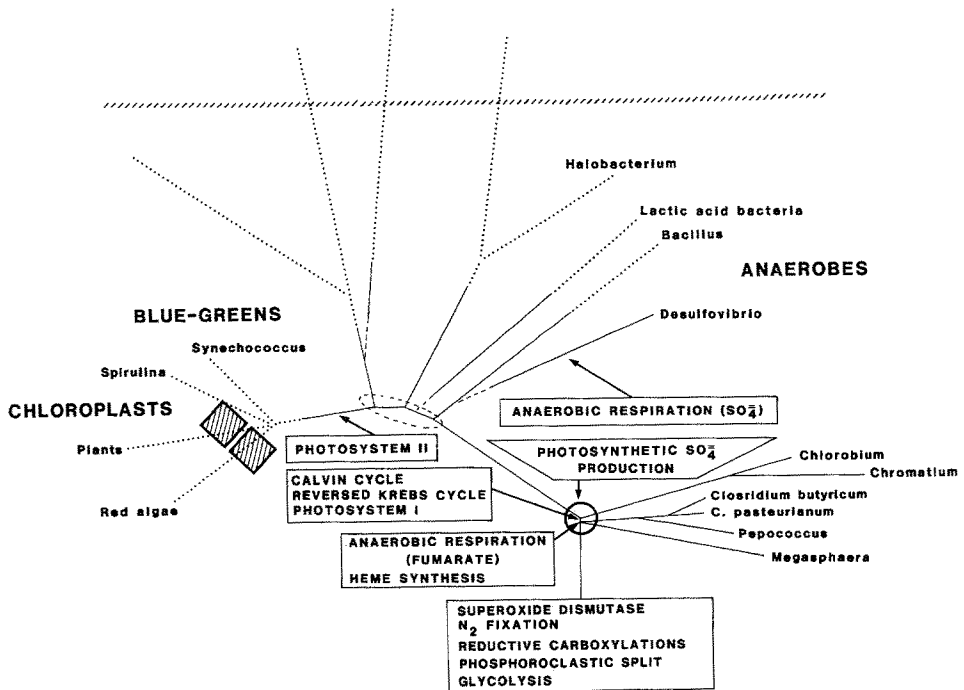 Halobacterium
Lactic acid bacteria
Bacillus
ANAEROBES
BLUE-GREENS
Desulfovibrio
Synechococcus
Spirulina
CHLOROPLASTS
ANAEROBIC RESPIRATION (SO4=)
Plants
PHOTOSYSTEM II
PHOTOSYNTHETIC SO4=
PRODUCTION
Chlorobium
Chromatium
CALVIN CYCLE
REVERSED KREBS CYCLE
PHOTOSYSTEM I
Closridium butyricum
C. pasteurianum
Red algae
Pepococcus
ANAEROBIC RESPIRATION
(FUMARATE)
HEME SYNTHESIS
Megasphaera
SUPEROXIDE DISMUTASE
N2 FIXATION
REDUCTIVE CARBOXYLATIONS
PHOSPHOROCLASTIC SPLIT
GLYCOLYSIS